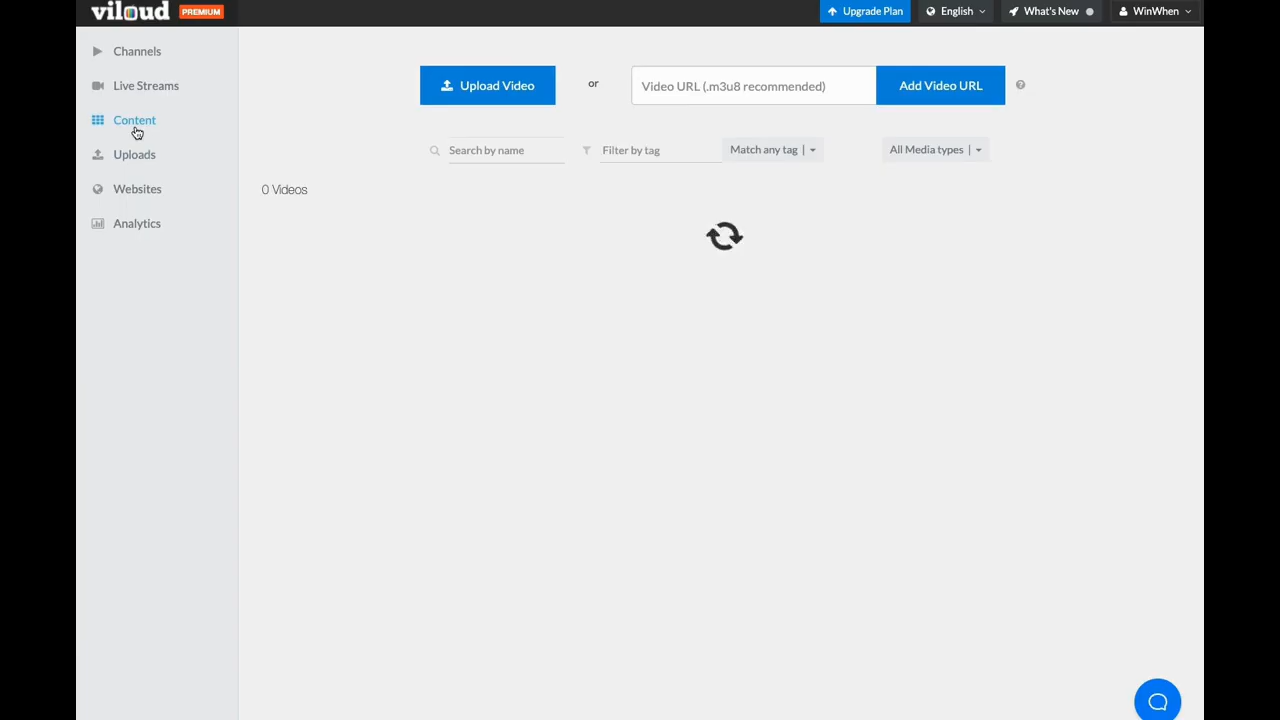 viloud PREMIUM
Upgrade Plan English What's New WinWhen
Channels
Live Streams
Content
Uploads
Websites
Analytics
Upload Video or Video URL (.m3u8 recommended) Add Video URL
Search by name Filter by tag Match any tag | All Media types |
0 Videos